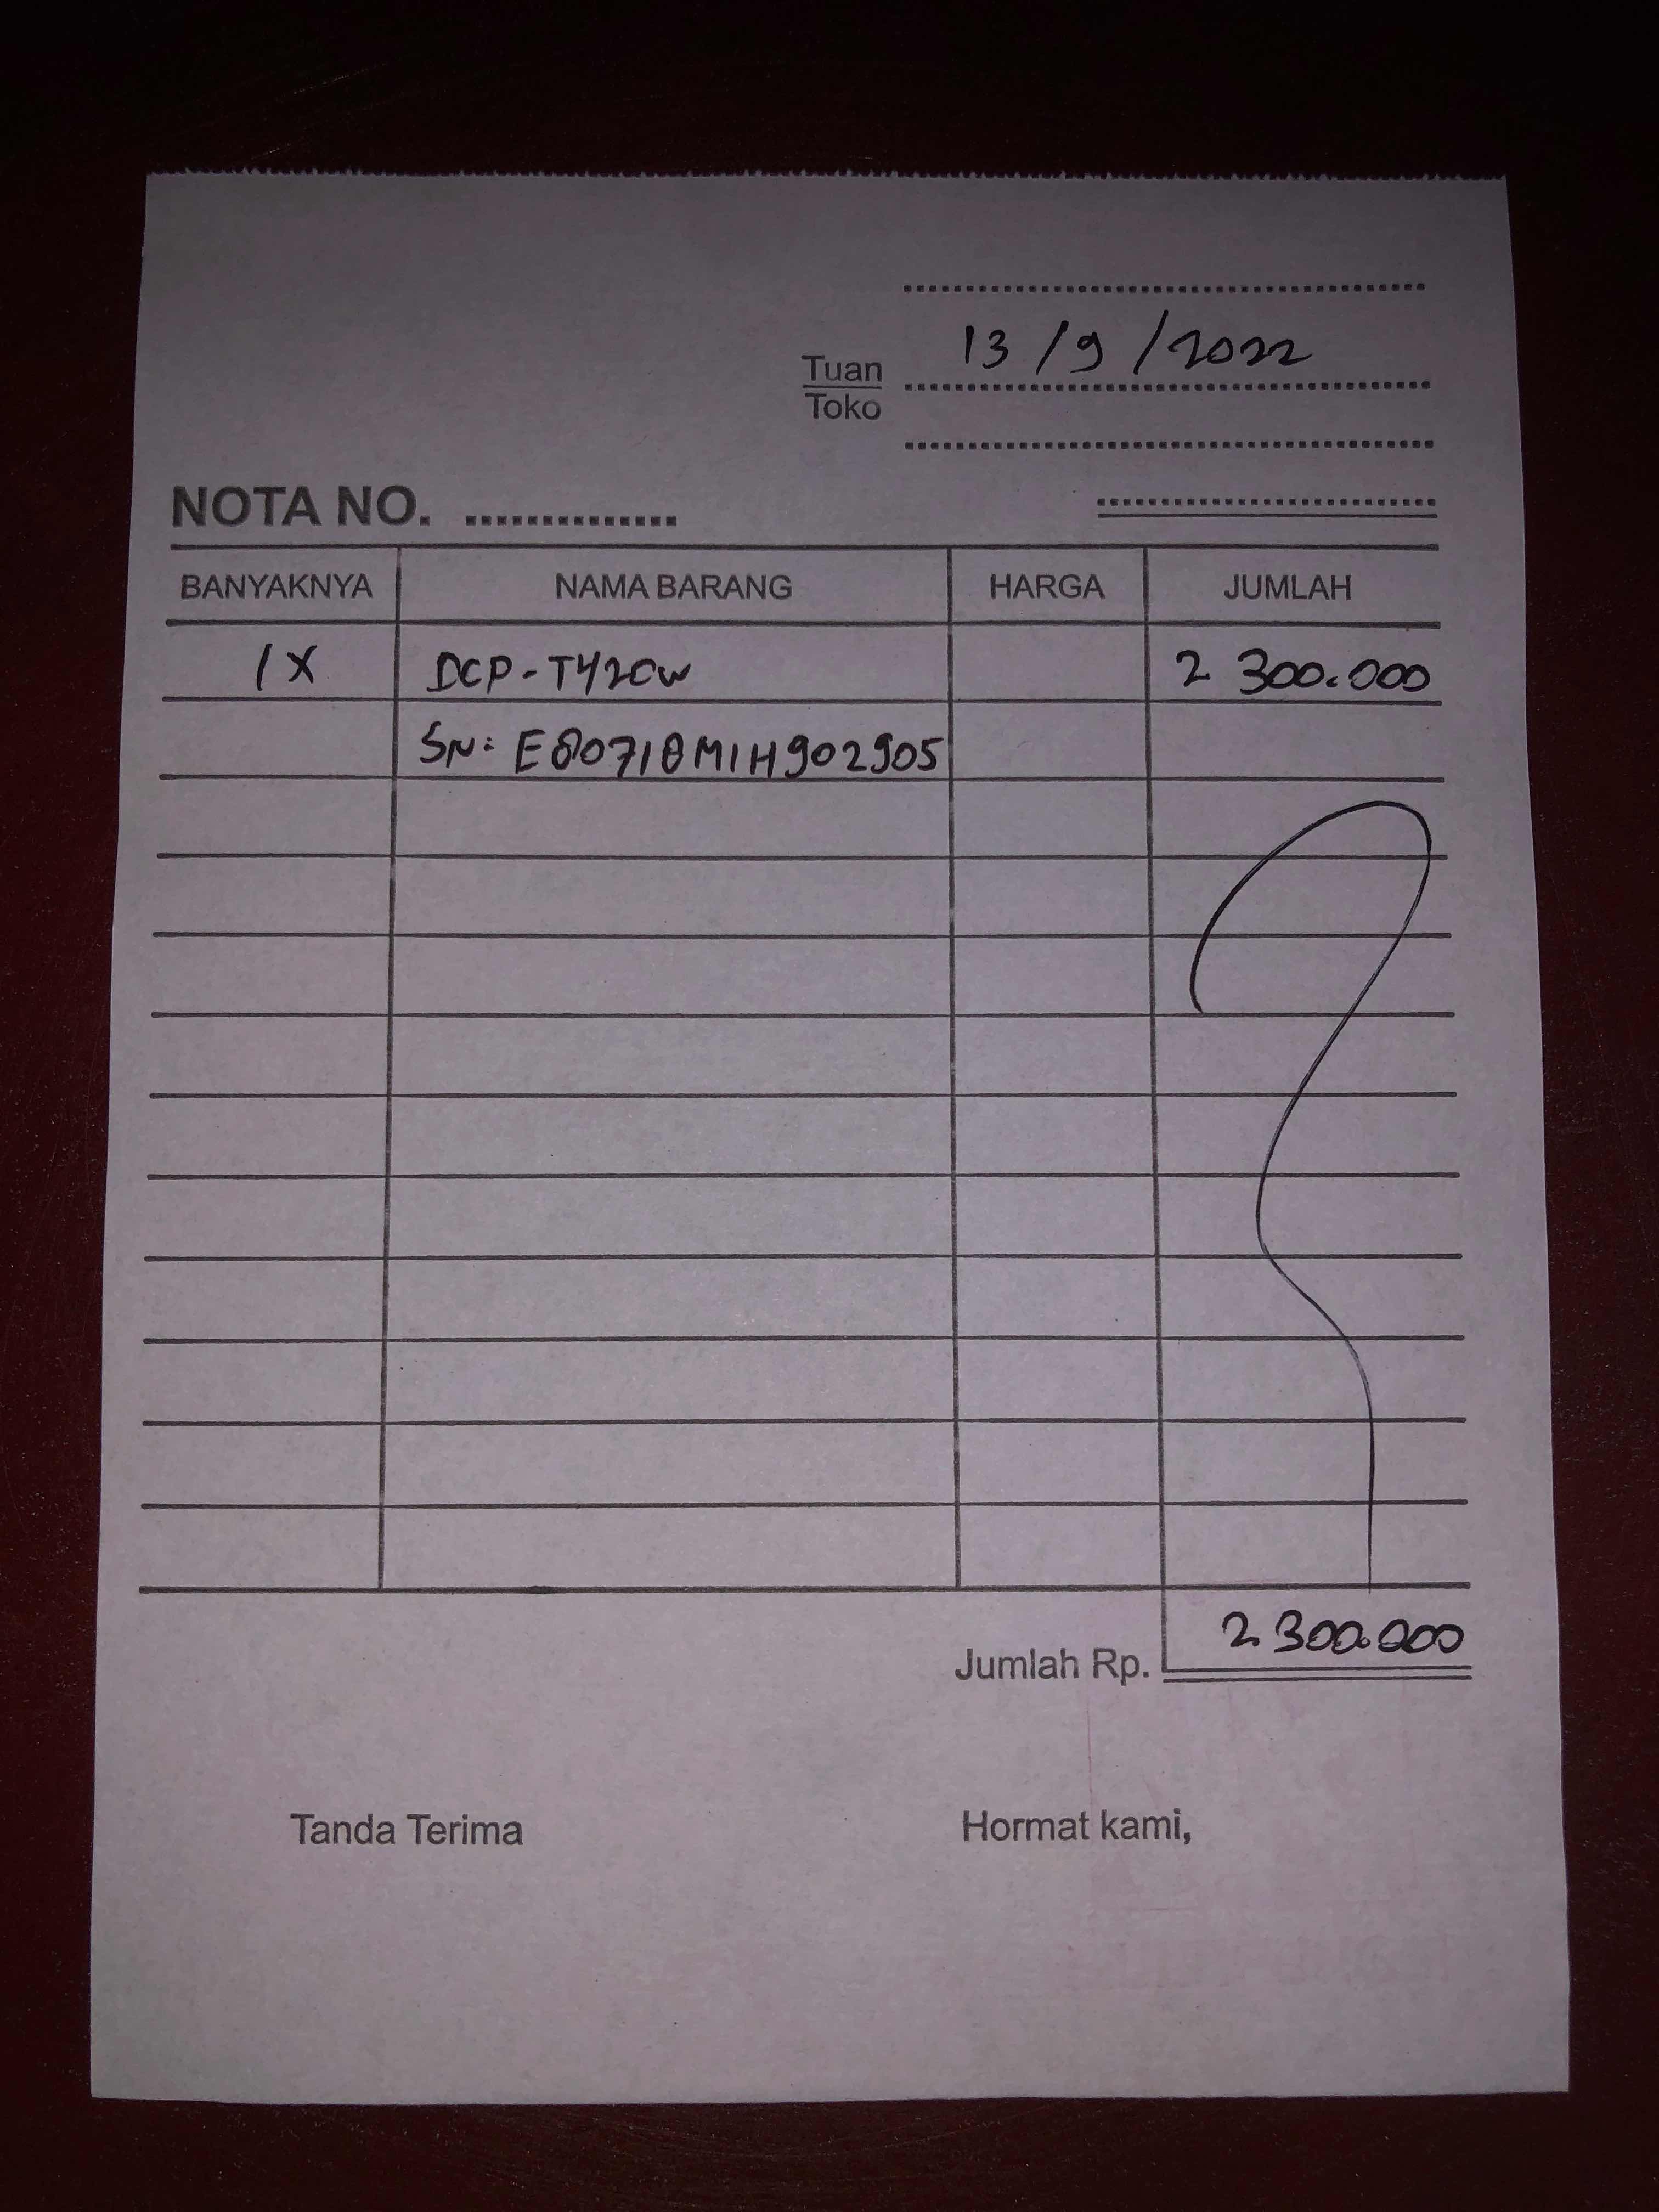 13/9/2022
Tuan
Toko
NOTA NO. ..............
BANYAKNYA NAMA BARANG HARGA JUMLAH
1X DCP-T420W 2 300.000
SN: E80718M1H902905
Jumlah Rp. 2 300.000
Tanda Terima Hormat kami,